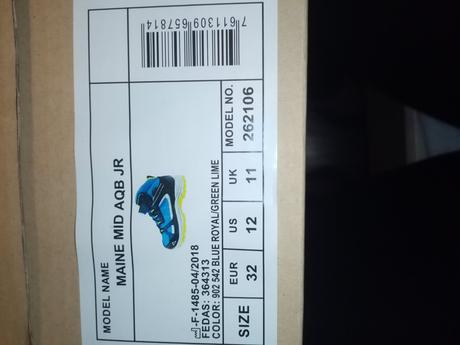 MODEL NAME
MAINE MID AQB JR
7 611309 657814
F-1485-04/2018
FEDAS: 364313
COLOR: 902 542 BLUE ROYAL/GREEN LIME
SIZE
EUR
US
UK
MODEL NO.
32
12
11
262106